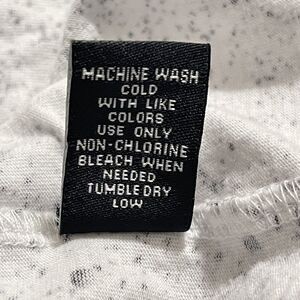 MACHINE WASH
COLD
WITH LIKE
COLORS
USE ONLY
NON-CHLORINE
BLEACH WHEN
NEEDED
TUMBLE DRY
LOW